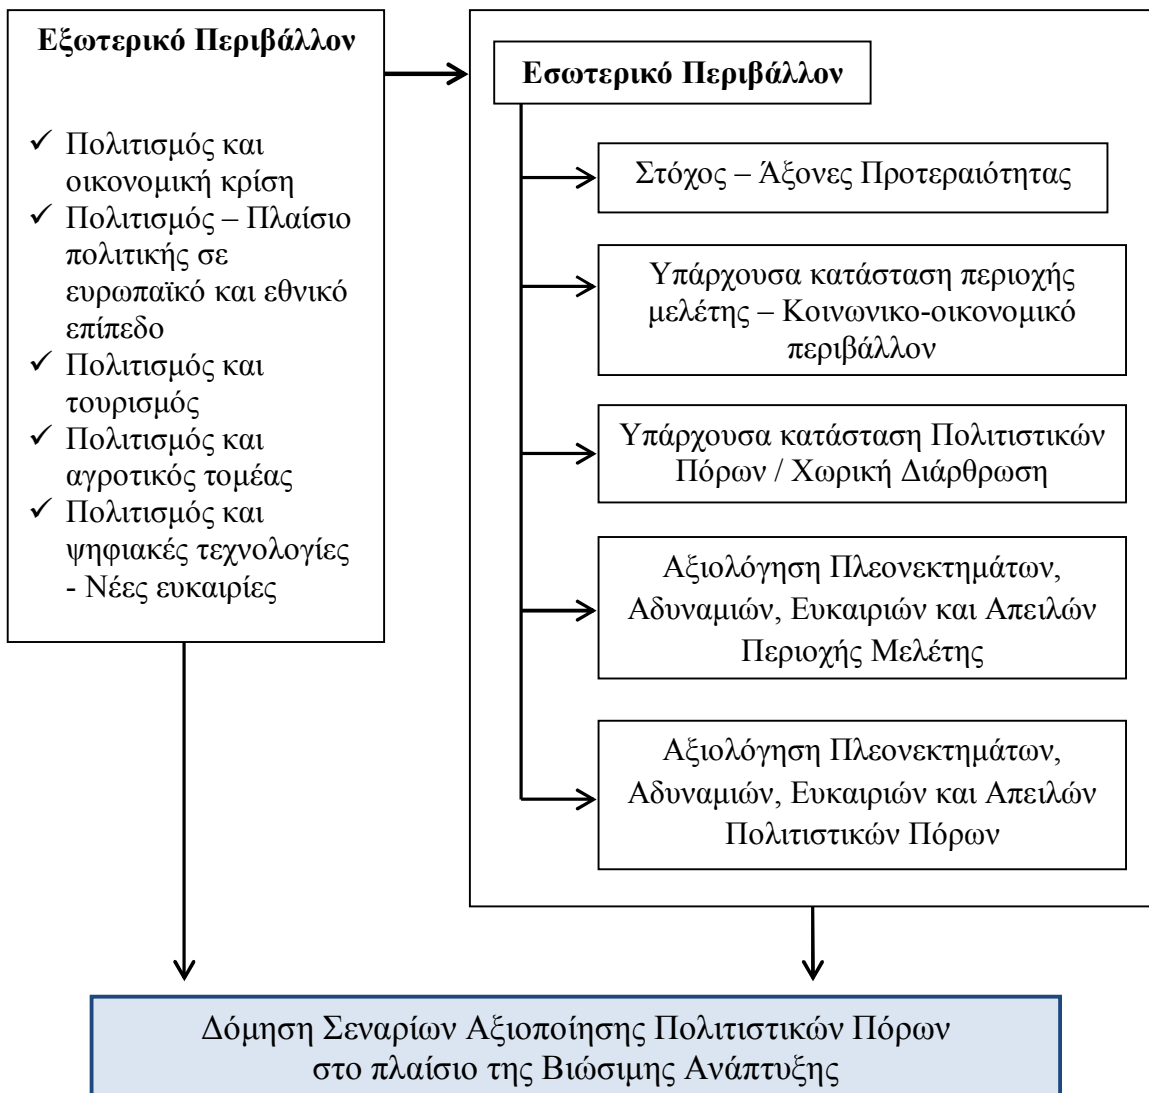 Εξωτερικό Περιβάλλον
✓ Πολιτισμός και
οικονομική κρίση
✓ Πολιτισμός – Πλαίσιο
πολιτικής σε
ευρωπαϊκό και εθνικό
επίπεδο
✓ Πολιτισμός και
τουρισμός
✓ Πολιτισμός και
αγροτικός τομέας
✓ Πολιτισμός και
ψηφιακές τεχνολογίες
- Νέες ευκαιρίες
Εσωτερικό Περιβάλλον
Στόχος – Άξονες Προτεραιότητας
Υπάρχουσα κατάσταση περιοχής
μελέτης – Κοινωνικο-οικονομικό
περιβάλλον
Υπάρχουσα κατάσταση Πολιτιστικών
Πόρων / Χωρική Διάρθρωση
Αξιολόγηση Πλεονεκτημάτων,
Αδυναμιών, Ευκαιριών και Απειλών
Περιοχής Μελέτης
Αξιολόγηση Πλεονεκτημάτων,
Αδυναμιών, Ευκαιριών και Απειλών
Πολιτιστικών Πόρων
Δόμηση Σεναρίων Αξιοποίησης Πολιτιστικών Πόρων
στο πλαίσιο της Βιώσιμης Ανάπτυξης